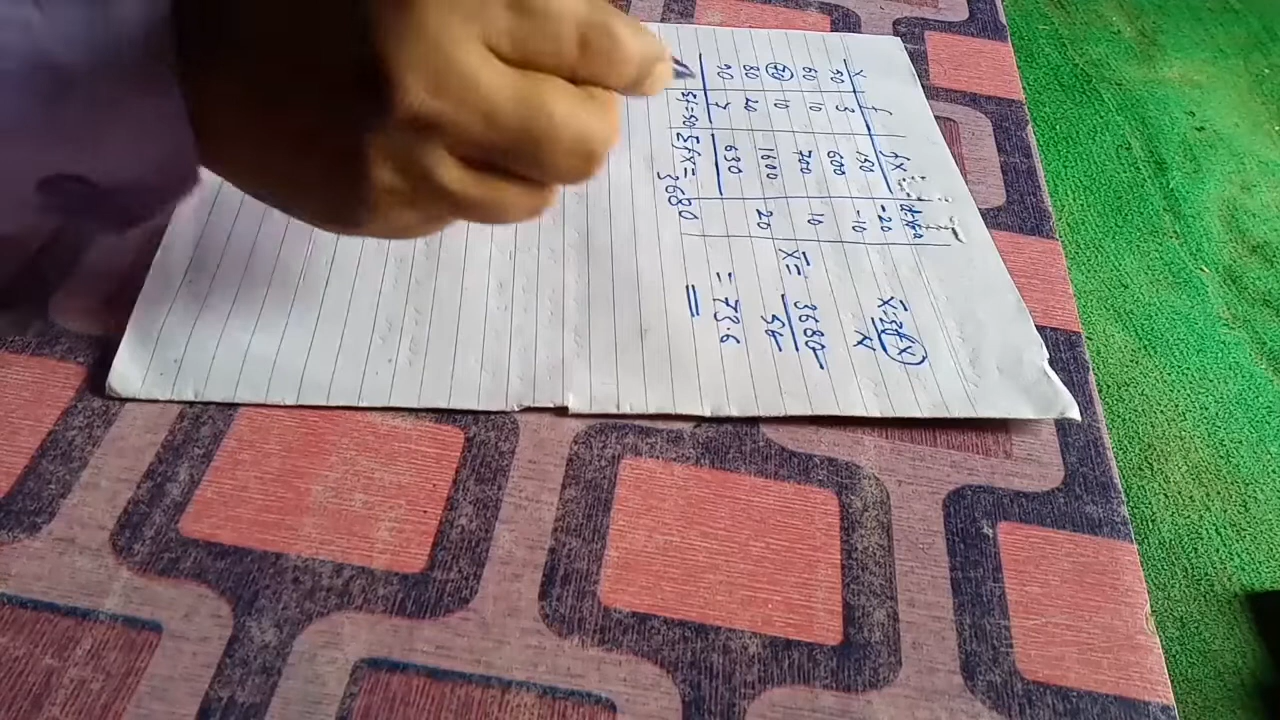 X f fx d=x-a
50 3 150 -20
60 10 600 -10
70 10 700 10
80 20 1600 20
90 7 630
Σf=50 Σfx=
3680
X̄=Σfx
N
X̄= 3680
50
= 73.6